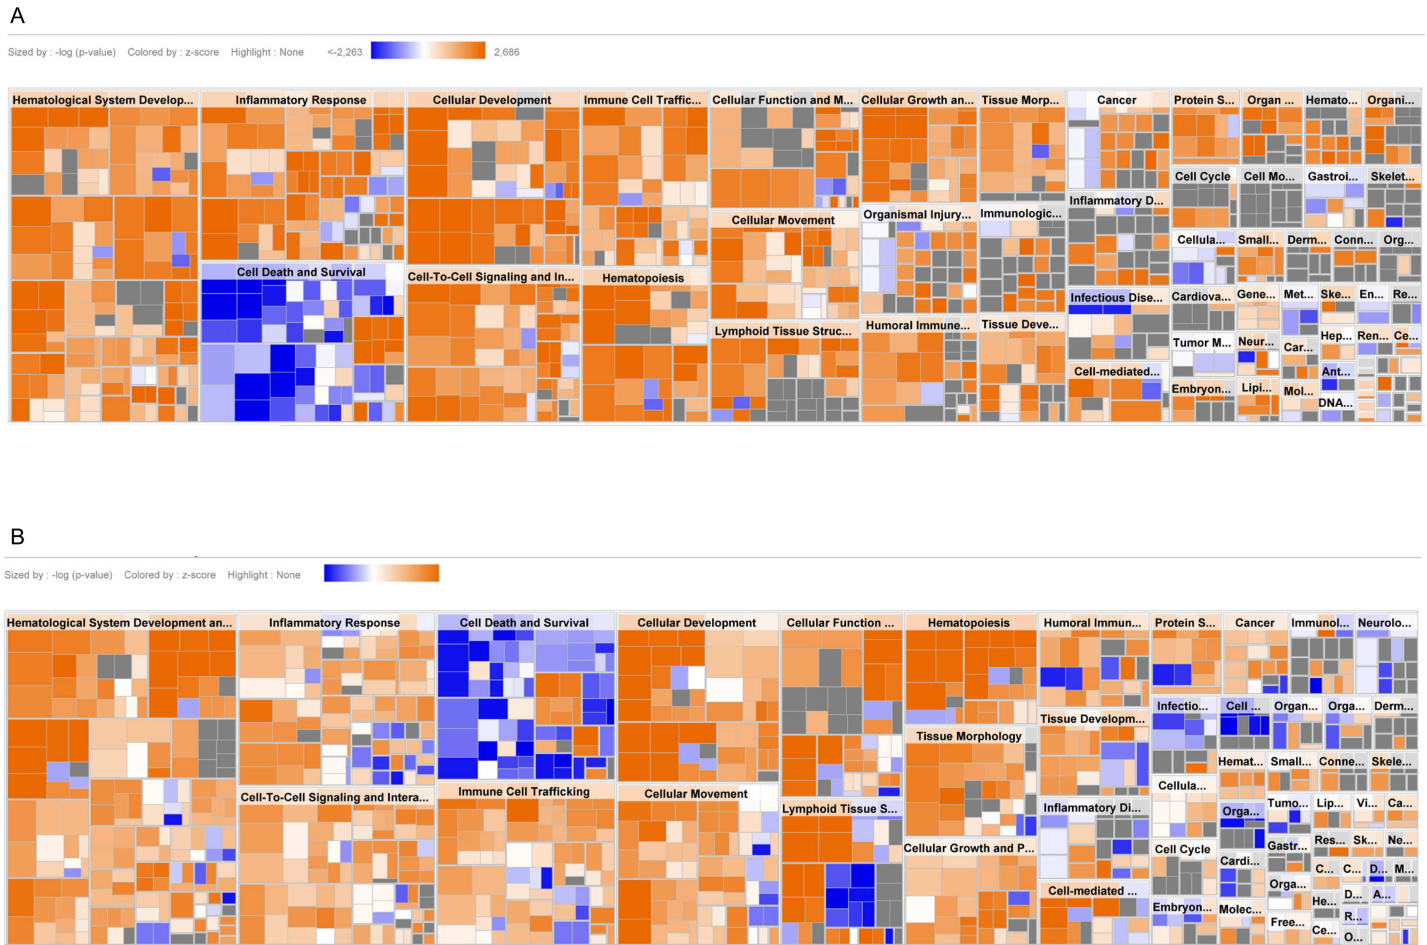 A
Sized by : -log (p-value) Colored by : z-score Highlight : None <-2,263 2,686
Hematological System Develop... Inflammatory Response Cellular Development Immune Cell Traffic... Cellular Function and M... Cellular Growth an... Tissue Morp... Cancer Protein S... Organ ... Hemato... Organi...
Cell Cycle Cell Mo... Gastroi... Skelet...
Inflammatory D...
Cellular Movement Organismal Injury... Immunologic...
Cellula... Small... Derm... Conn... Org...
Cell Death and Survival Cell-To-Cell Signaling and In... Hematopoiesis
Infectious Dise... Cardiova... Gene... Met... Ske... En... Re...
Lymphoid Tissue Struc... Humoral Immune... Tissue Deve...
Tumor M... Neur... Car... Hep... Ren... Ce...
Cell-mediated... Ant...
Embryon... Lipi... Mol... DNA...
B
Sized by : -log (p-value) Colored by : z-score Highlight : None
Hematological System Development an... Inflammatory Response Cell Death and Survival Cellular Development Cellular Function ... Hematopoiesis Humoral Immun... Protein S... Cancer Immunol... Neurolo...
Infectio... Cell ... Organ... Orga... Derm...
Tissue Developm...
Tissue Morphology
Hemat... Small... Conne... Skele...
Cell-To-Cell Signaling and Intera... Immune Cell Trafficking Cellular Movement Cellula...
Lymphoid Tissue S... Inflammatory Di... Orga... Tumo... Lip... Vi... Ca...
Cellular Growth and P... Cell Cycle Gastr... Res... Sk... Ne...
Cardi... C... C... D... M...
Cell-mediated ... Orga... D... A...
Embryon... Molec... He... R...
Free... Ce... O...